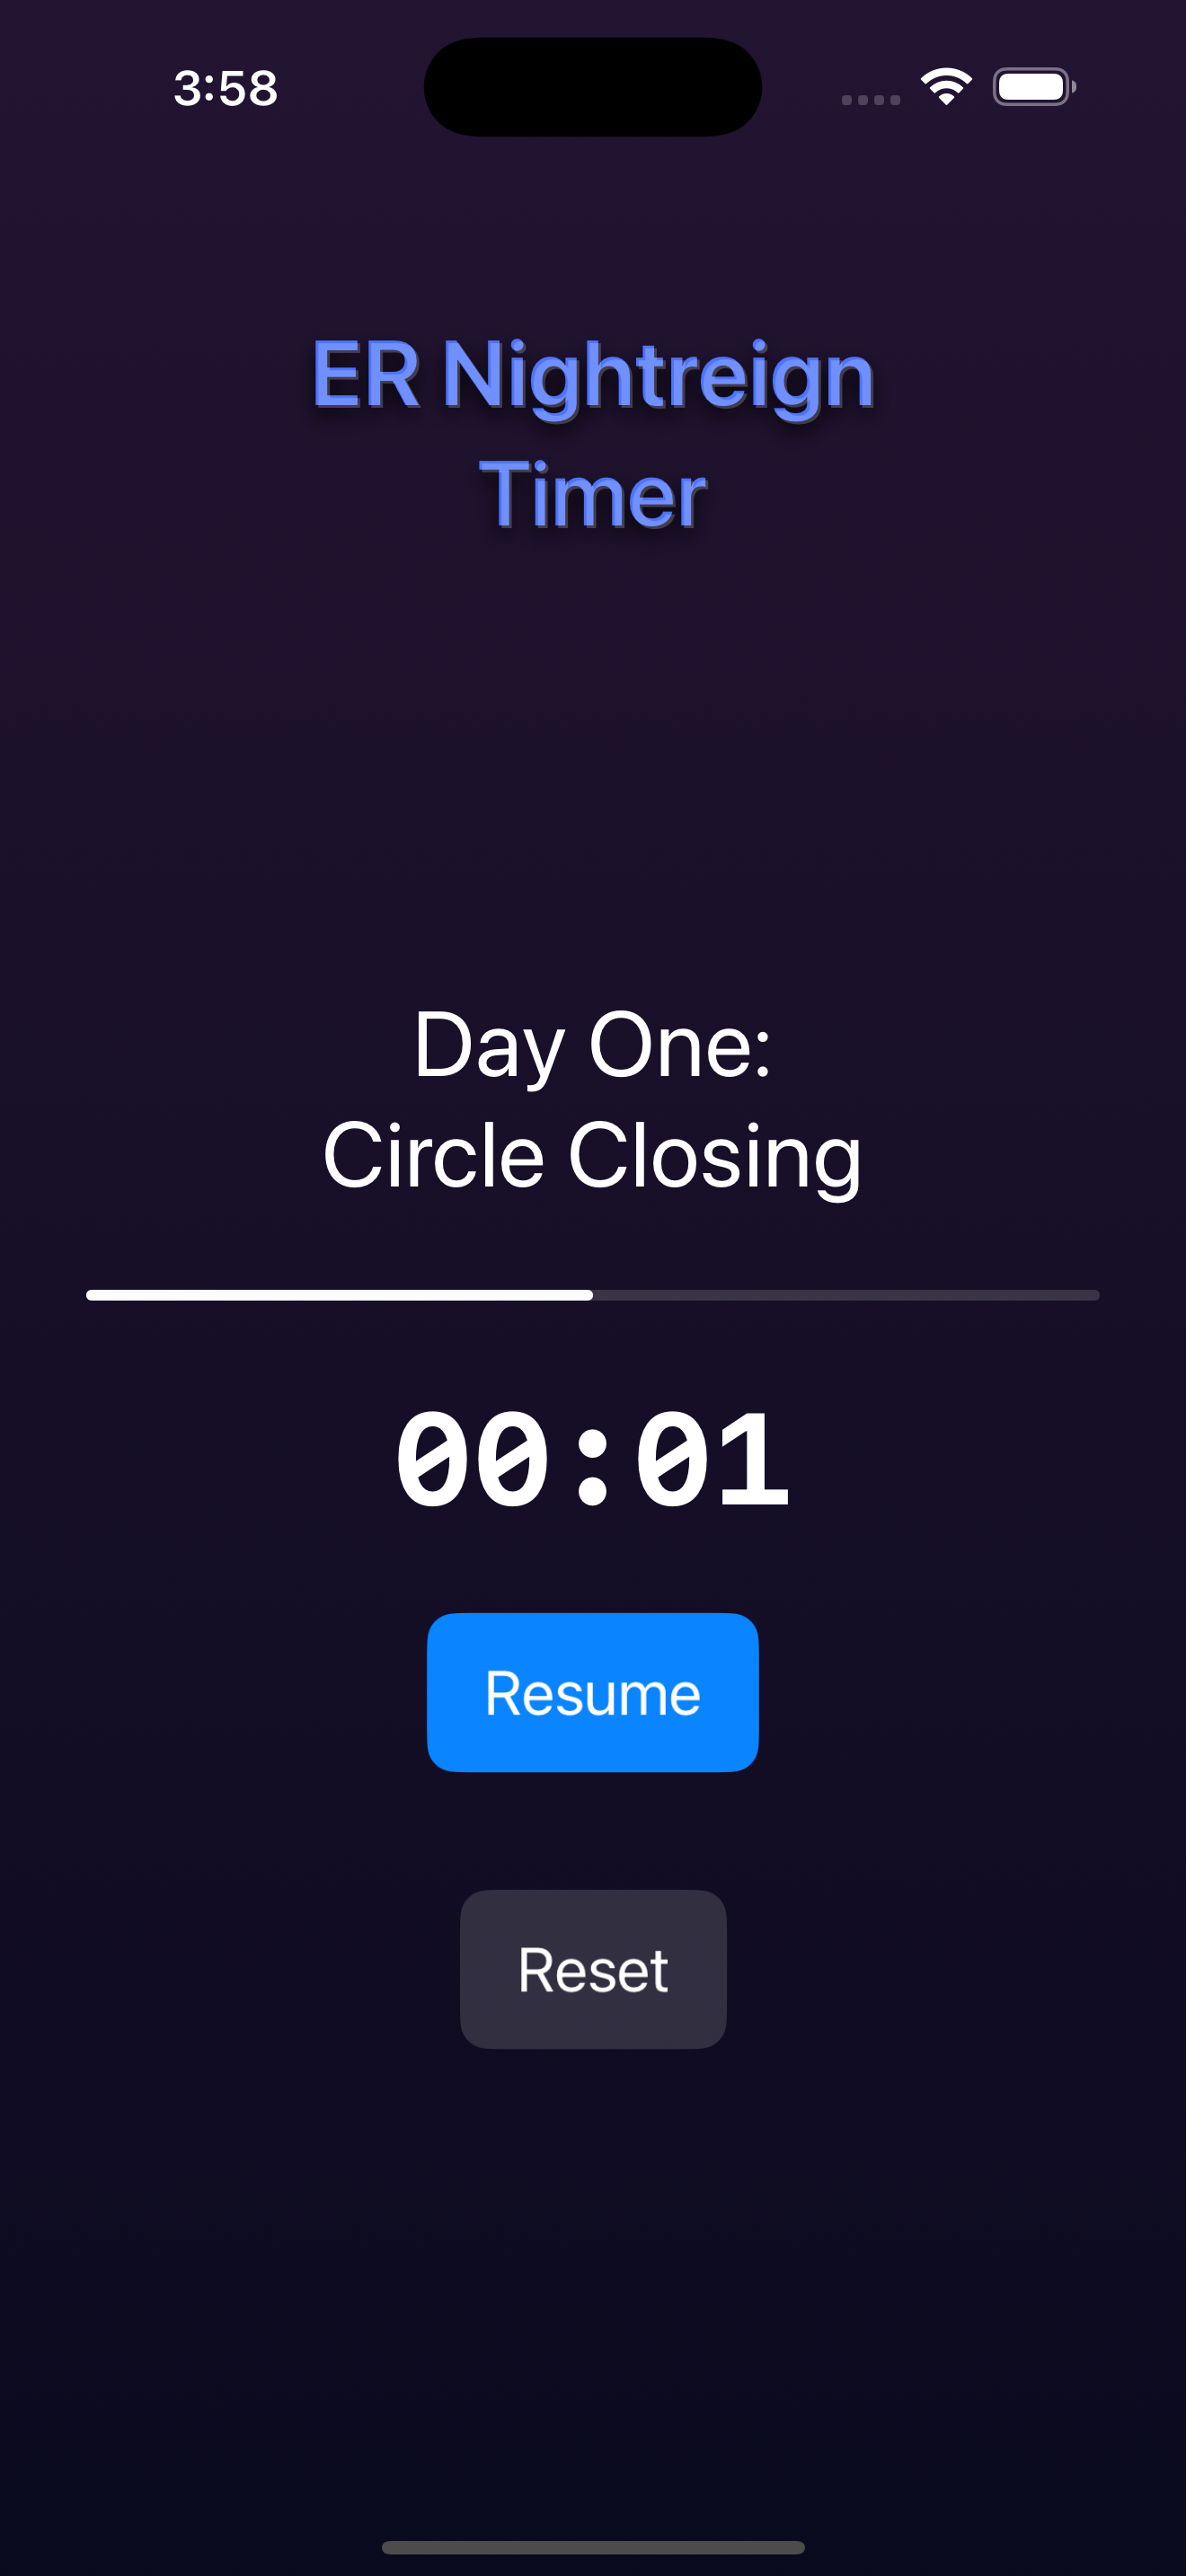 3:58
ER Nightreign
Timer
Day One:
Circle Closing
00:01
Resume
Reset